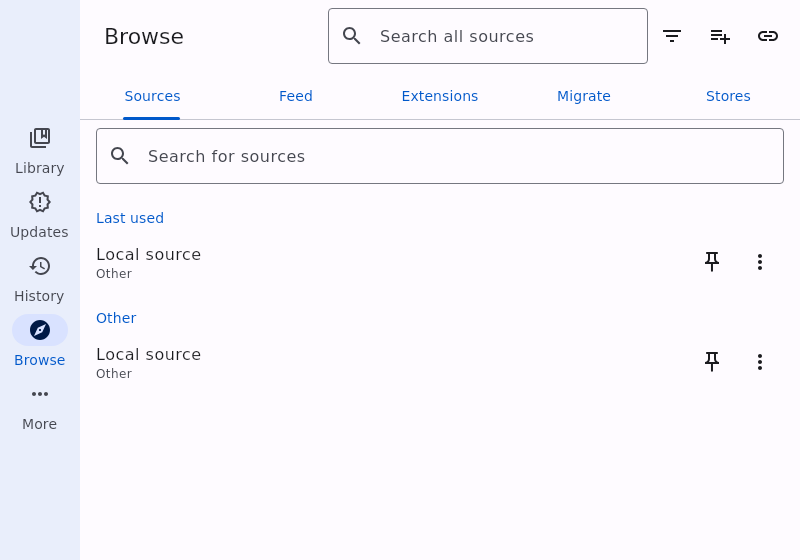 Browse
Search all sources
Sources
Feed
Extensions
Migrate
Stores
Search for sources
Library
Updates
History
Browse
More
Last used
Local source
Other
Other
Local source
Other